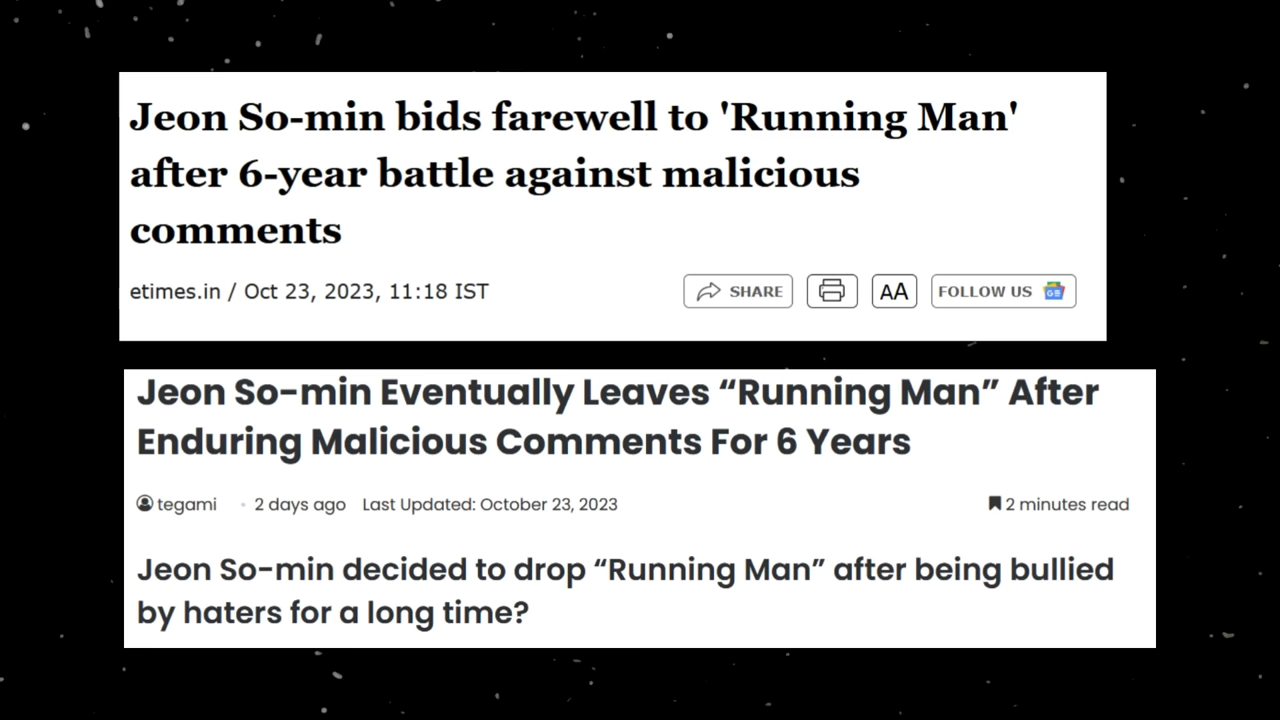 Jeon So-min bids farewell to 'Running Man'
after 6-year battle against malicious
comments
etimes.in / Oct 23, 2023, 11:18 IST
SHARE
AA
FOLLOW US
Jeon So-min Eventually Leaves “Running Man” After
Enduring Malicious Comments For 6 Years
tegami
2 days ago
Last Updated: October 23, 2023
2 minutes read
Jeon So-min decided to drop “Running Man” after being bullied
by haters for a long time?